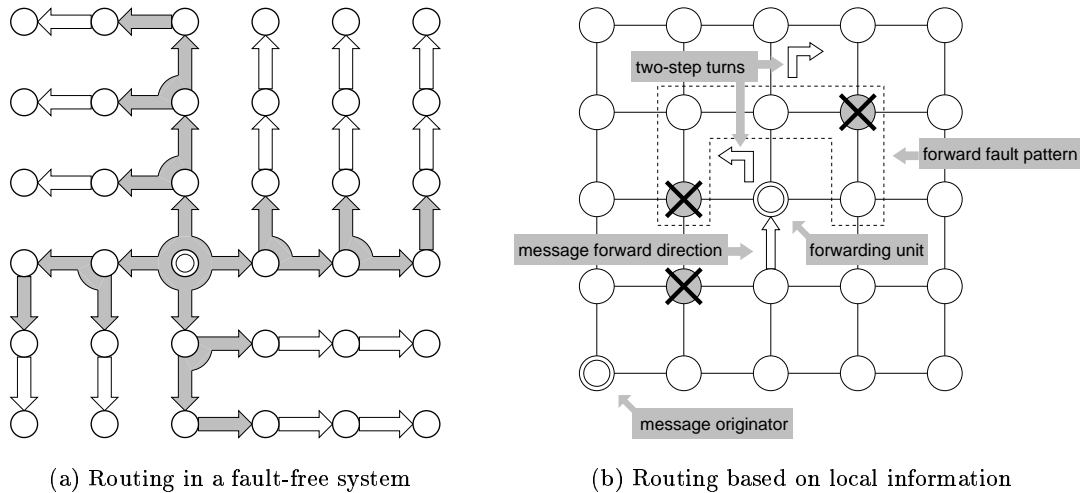 two-step turns
forward fault pattern
message forward direction
forwarding unit
message originator
(a) Routing in a fault-free system
(b) Routing based on local information